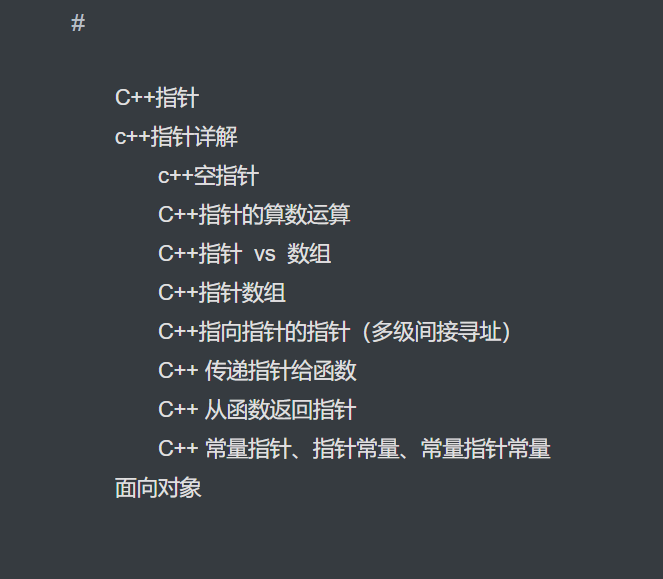 #
C++指针
c++指针详解
c++空指针
C++指针的算数运算
C++指针 vs 数组
C++指针数组
C++指向指针的指针（多级间接寻址）
C++ 传递指针给函数
C++ 从函数返回指针
C++ 常量指针、指针常量、常量指针常量
面向对象